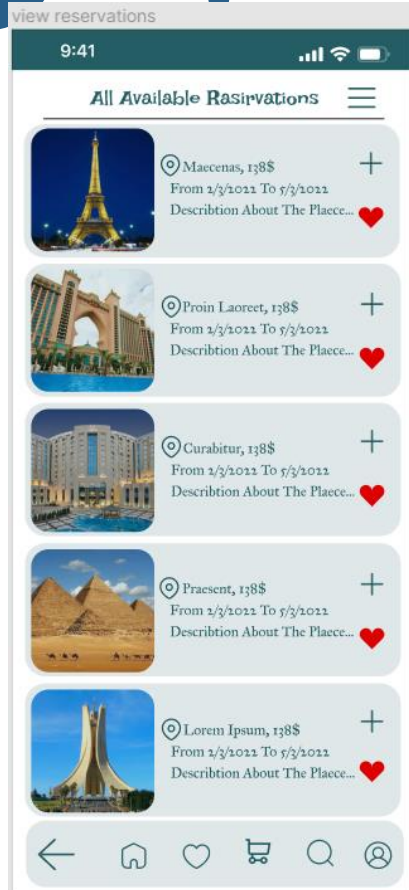 view reservations
9:41
All Available Rasirvations
Maecenas, 138$
From 2/3/2022 To 5/3/2022
Describtion About The Plaece...
Proin Laoreet, 138$
From 2/3/2022 To 5/3/2022
Describtion About The Plaece...
Curabitur, 138$
From 2/3/2022 To 5/3/2022
Describtion About The Plaece...
Praesent, 138$
From 2/3/2022 To 5/3/2022
Describtion About The Plaece...
Lorem Ipsum, 138$
From 2/3/2022 To 5/3/2022
Describtion About The Plaece...